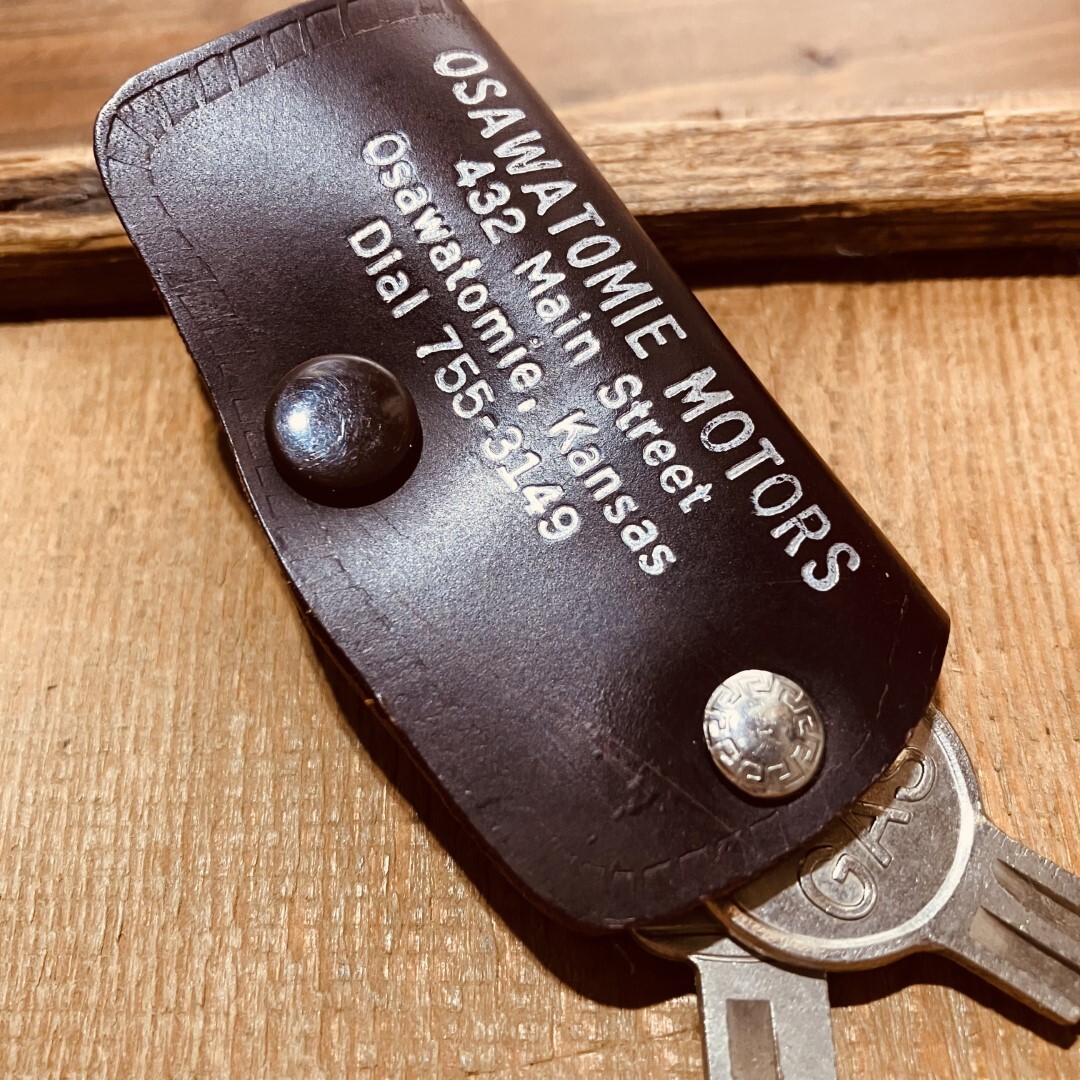 OSAWATOMIE MOTORS
432 Main Street
Osawatomie, Kansas
Dial 755-3149
GAS